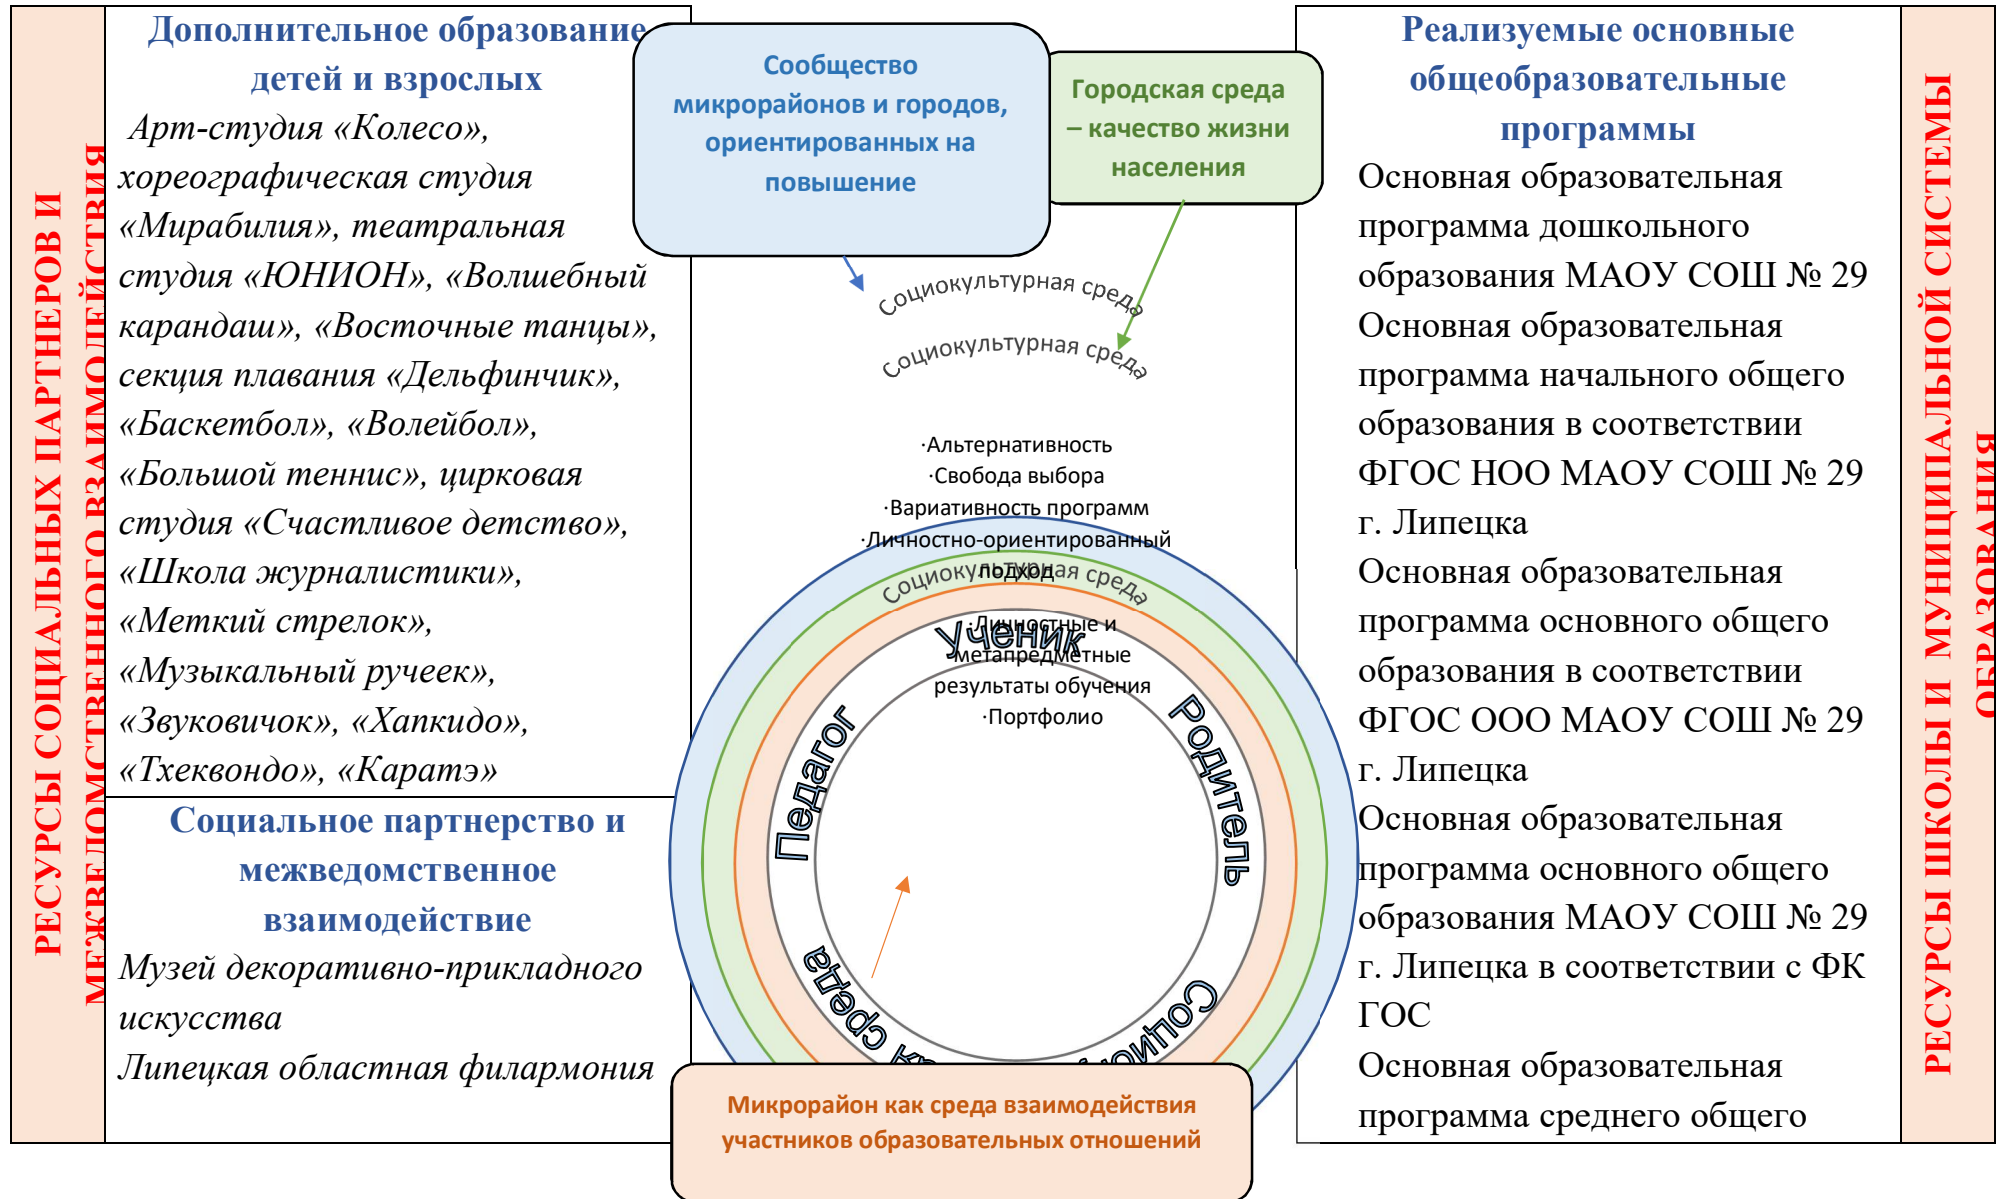 РЕСУРСЫ СОЦИАЛЬНЫХ ПАРТНЕРОВ И
МЕЖВЕДОМСТВЕННОГО ВЗАИМОДЕЙСТВИЯ
Дополнительное образование
детей и взрослых
Арт-студия «Колесо»,
хореографическая студия
«Мирабилия», театральная
студия «ЮНИОН», «Волшебный
карандаш», «Восточные танцы»,
секция плавания «Дельфинчик»,
«Баскетбол», «Волейбол»,
«Большой теннис», цирковая
студия «Счастливое детство»,
«Школа журналистики»,
«Меткий стрелок»,
«Музыкальный ручеек»,
«Звуковичок», «Хапкидо»,
«Тхеквондо», «Каратэ»
Социальное партнерство и
межведомственное
взаимодействие
Музей декоративно-прикладного
искусства
Липецкая областная филармония
Сообщество
микрорайонов и городов,
ориентированных на
повышение
Городская среда
– качество жизни
населения
Социокультурная среда
Социокультурная среда
·Альтернативность
·Свобода выбора
·Вариативность программ
·Личностно-ориентированный
подход
Социокультурная среда
·Личностные и
метапредметные
результаты обучения
·Портфолио
Ученик
Педагог
Родитель
Социо
ая среда
Микрорайон как среда взаимодействия
участников образовательных отношений
Реализуемые основные
общеобразовательные
программы
Основная образовательная
программа дошкольного
образования МАОУ СОШ № 29
Основная образовательная
программа начального общего
образования в соответствии
ФГОС НОО МАОУ СОШ № 29
г. Липецка
Основная образовательная
программа основного общего
образования в соответствии
ФГОС ООО МАОУ СОШ № 29
г. Липецка
Основная образовательная
программа основного общего
образования МАОУ СОШ № 29
г. Липецка в соответствии с ФК
ГОС
Основная образовательная
программа среднего общего
РЕСУРСЫ ШКОЛЫ И МУНИЦИПАЛЬНОЙ СИСТЕМЫ
ОБРАЗОВАНИЯ